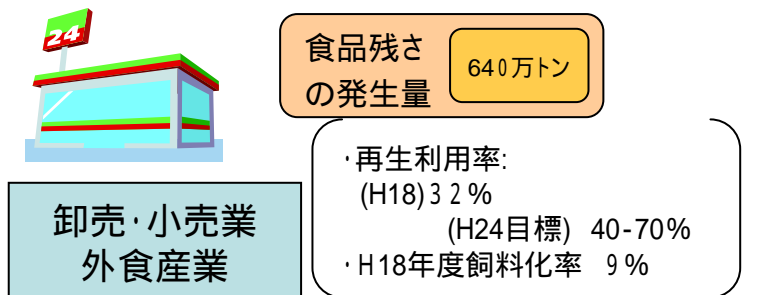 24
食品残さ
の発生量
640万トン
・再生利用率:
(H18)32%
(H24目標) 40-70%
・H18年度飼料化率 9%
卸売・小売業
外食産業